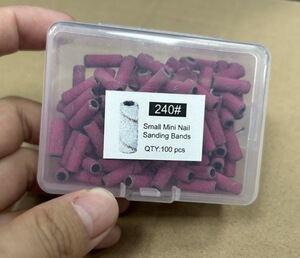 240#
Small Mini Nail
Sanding Bands
QTY:100 pcs